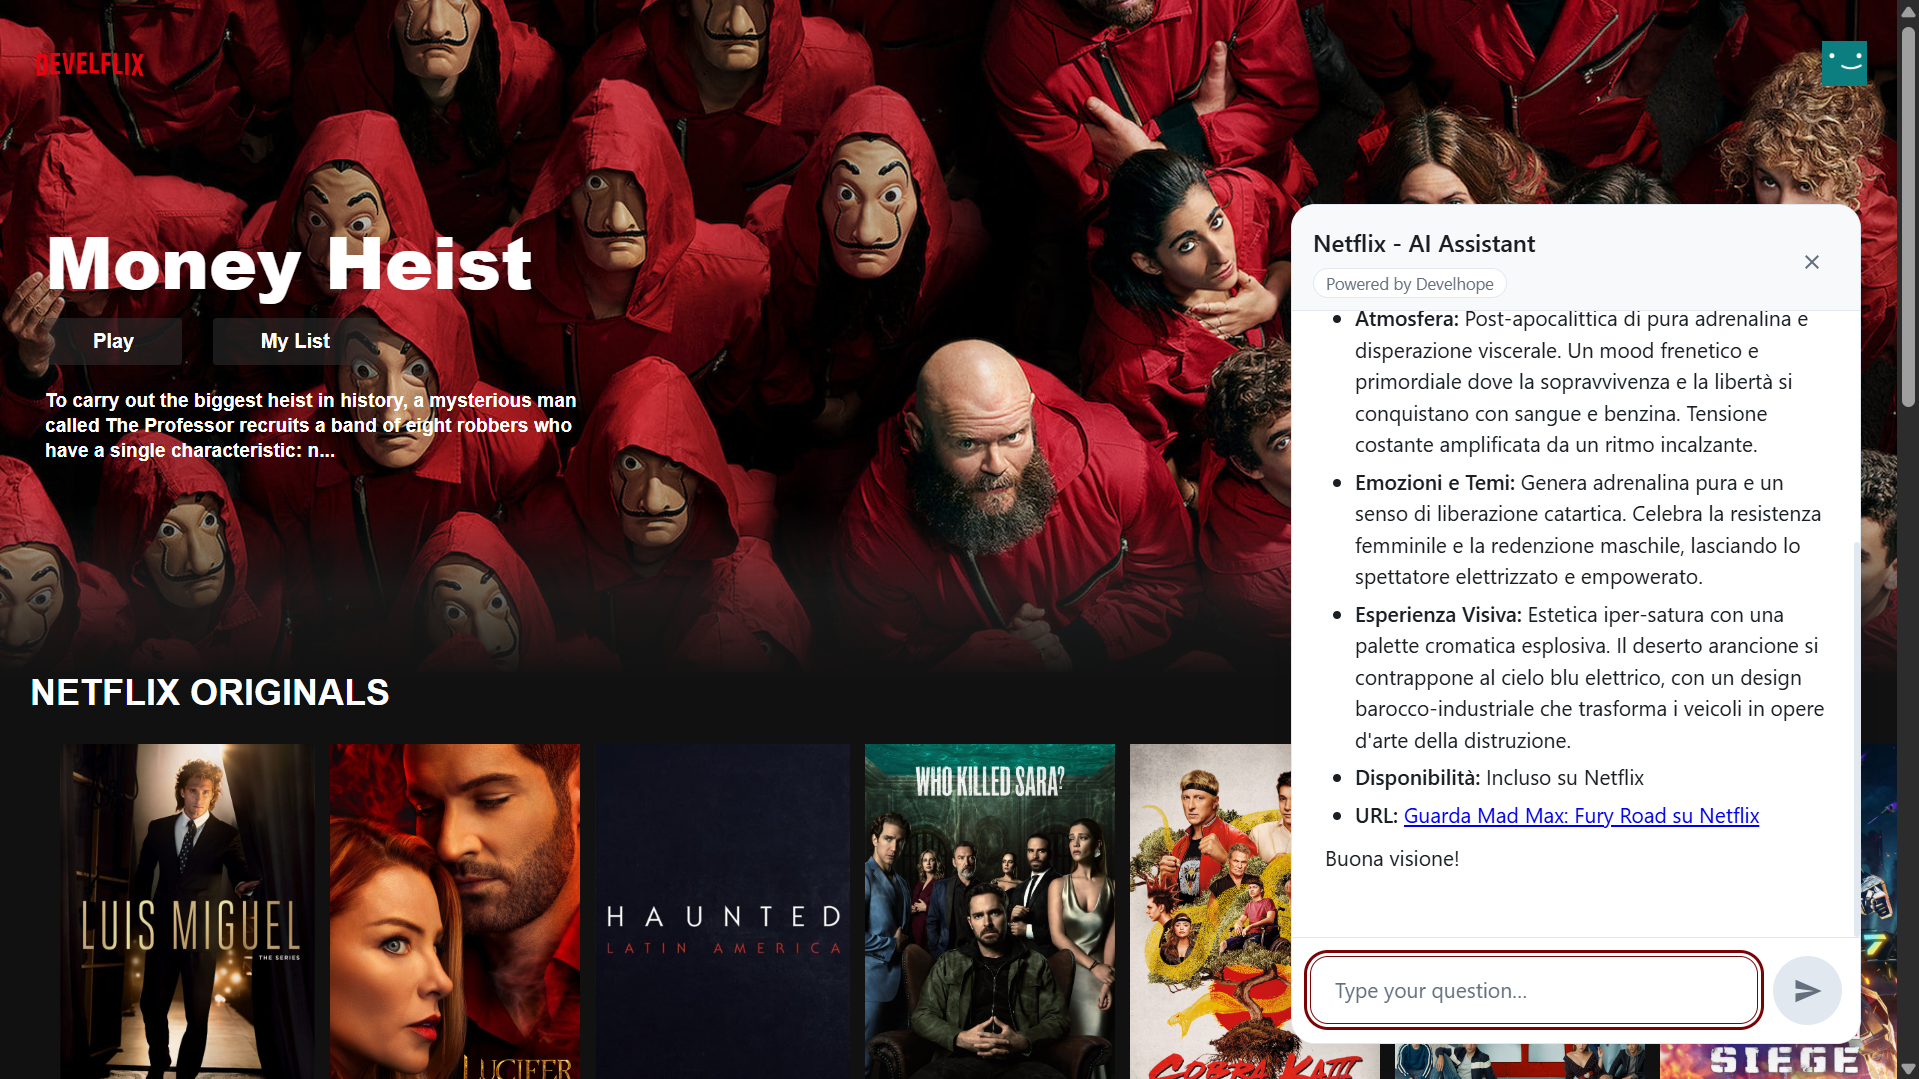 DEVELFLIX
Money Heist
Play
My List
To carry out the biggest heist in history, a mysterious man
called The Professor recruits a band of eight robbers who
have a single characteristic: n...
NETFLIX ORIGINALS
LUIS MIGUEL
THE SERIES
LUCIFER
HAUNTED
LATIN AMERICA
WHO KILLED SARA?
COBRA KAI
SIEGE
Netflix - AI Assistant
Powered by Develhope
Atmosfera: Post-apocalittica di pura adrenalina e
disperazione viscerale. Un mood frenetico e
primordiale dove la sopravvivenza e la libertà si
conquistano con sangue e benzina. Tensione
costante amplificata da un ritmo incalzante.
Emozioni e Temi: Genera adrenalina pura e un
senso di liberazione catartica. Celebra la resistenza
femminile e la redenzione maschile, lasciando lo
spettatore elettrizzato e empowerato.
Esperienza Visiva: Estetica iper-satura con una
palette cromatica esplosiva. Il deserto arancione si
contrappone al cielo blu elettrico, con un design
barocco-industriale che trasforma i veicoli in opere
d'arte della distruzione.
Disponibilità: Incluso su Netflix
URL: Guarda Mad Max: Fury Road su Netflix
Buona visione!
Type your question...